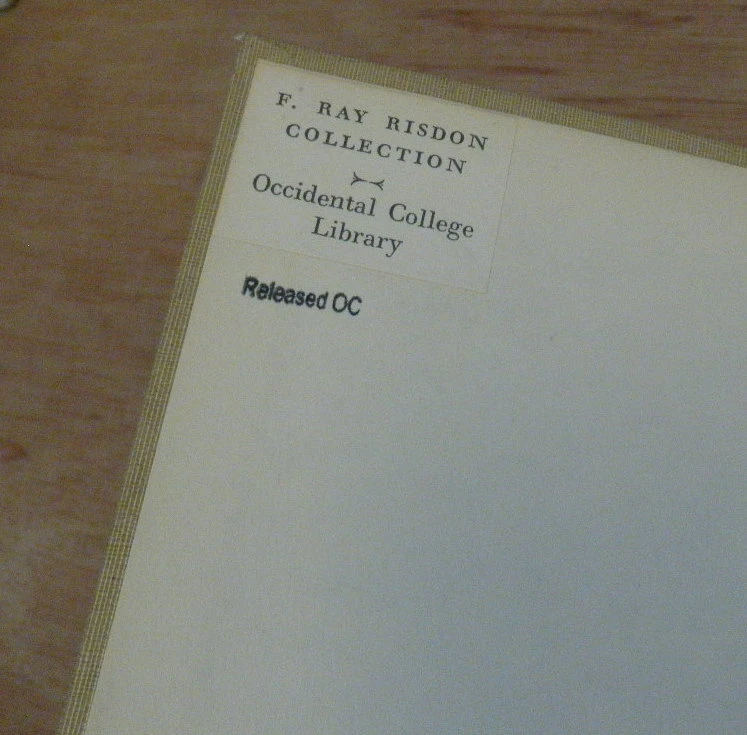 F. RAY RISDON
COLLECTION
Occidental College
Library
Released OC